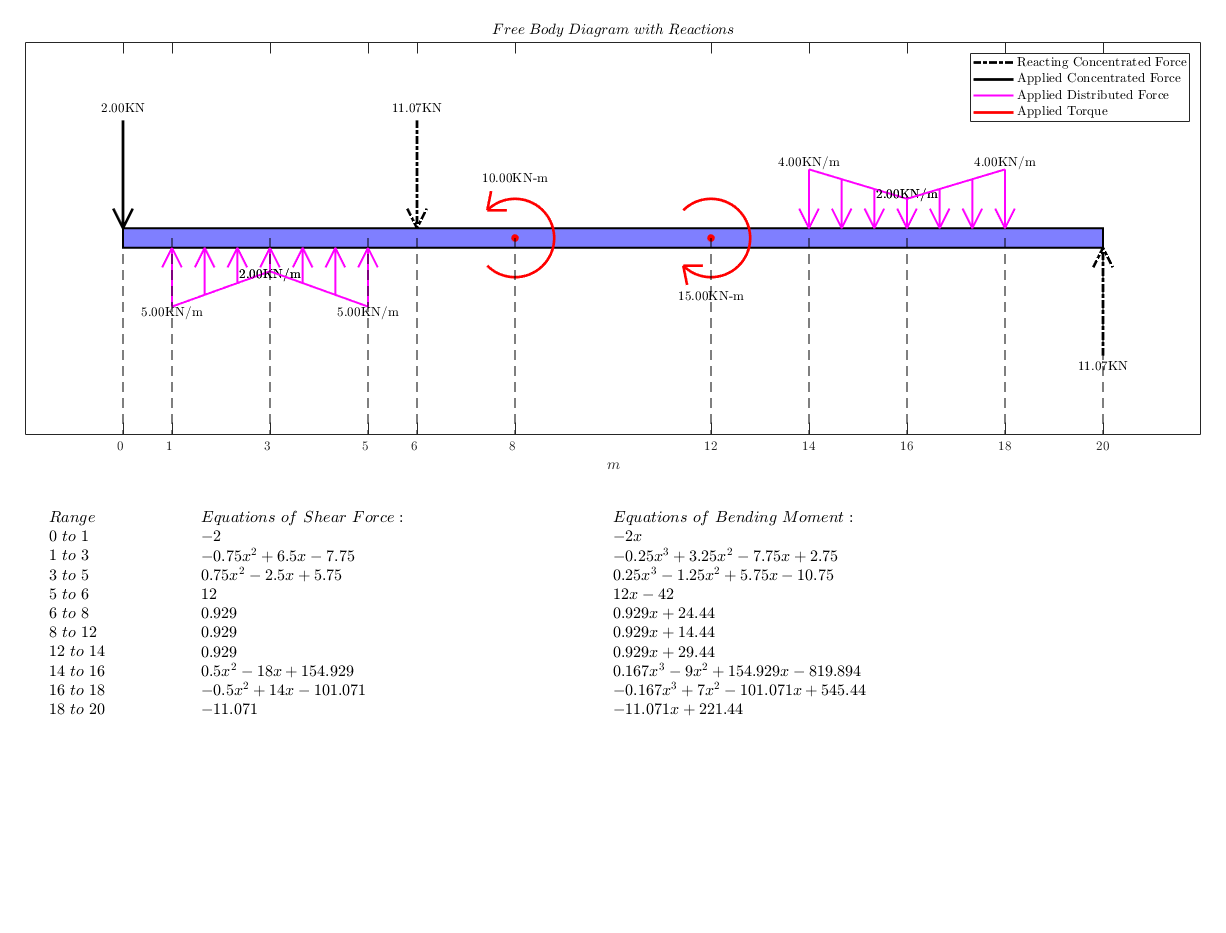 Free Body Diagram with Reactions
Reacting Concentrated Force
Applied Concentrated Force
Applied Distributed Force
Applied Torque
2.00KN
11.07KN
10.00KN-m
4.00KN/m
4.00KN/m
2.00KN/m
2.00KN/m
5.00KN/m
5.00KN/m
15.00KN-m
11.07KN
0 1 3 5 6 8 12 14 16 18 20
m
Range Equations of Shear Force : Equations of Bending Moment :
0 to 1 −2 −2x
1 to 3 −0.75x² + 6.5x − 7.75 −0.25x³ + 3.25x² − 7.75x + 2.75
3 to 5 0.75x² − 2.5x + 5.75 0.25x³ − 1.25x² + 5.75x − 10.75
5 to 6 12 12x − 42
6 to 8 0.929 0.929x + 24.44
8 to 12 0.929 0.929x + 14.44
12 to 14 0.929 0.929x + 29.44
14 to 16 0.5x² − 18x + 154.929 0.167x³ − 9x² + 154.929x − 819.894
16 to 18 −0.5x² + 14x − 101.071 −0.167x³ + 7x² − 101.071x + 545.44
18 to 20 −11.071 −11.071x + 221.44